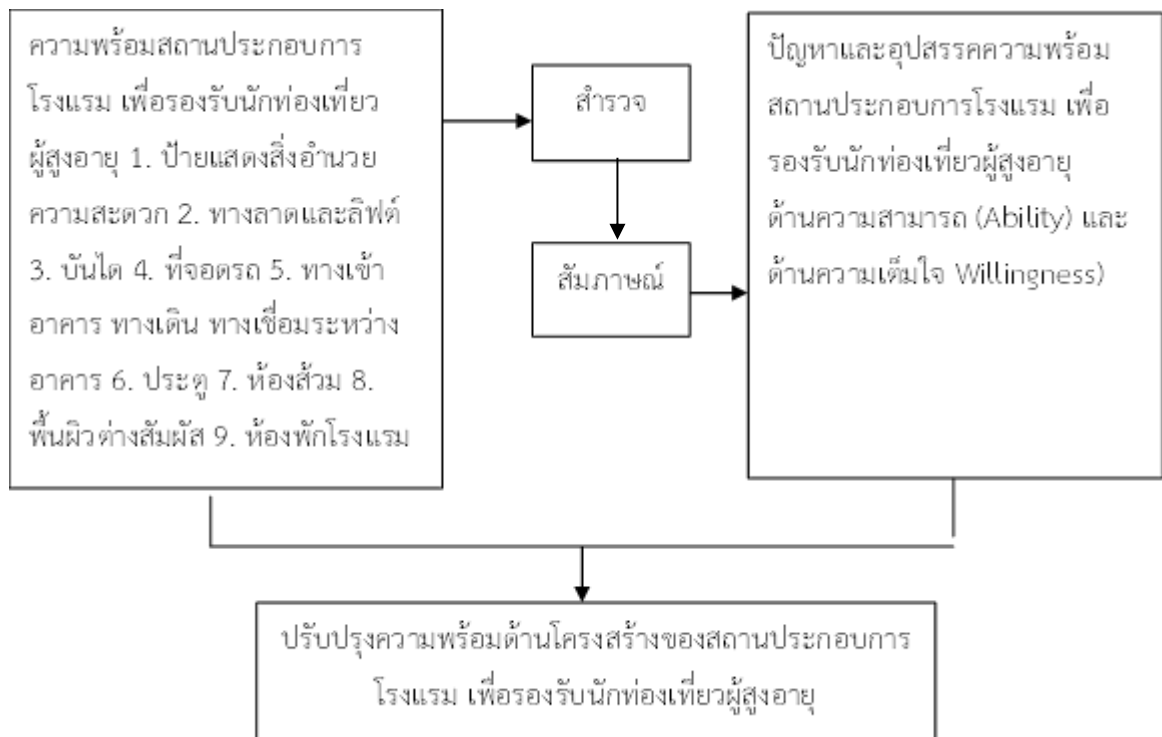 ความพร้อมสถานประกอบการ
โรงแรม เพื่อรองรับนักท่องเที่ยว
ผู้สูงอายุ 1. ป้ายแสดงสิ่งอำนวย
ความสะดวก 2. ทางลาดและลิฟต์
3. บันได 4. ที่จอดรถ 5. ทางเข้า
อาคาร ทางเดิน ทางเชื่อมระหว่าง
อาคาร 6. ประตู 7. ห้องส้วม 8.
พื้นผิวต่างสัมผัส 9. ห้องพักโรงแรม
สำรวจ
สัมภาษณ์
ปัญหาและอุปสรรคความพร้อม
สถานประกอบการโรงแรม เพื่อ
รองรับนักท่องเที่ยวผู้สูงอายุ
ด้านความสามารถ (Ability) และ
ด้านความเต็มใจ Willingness)
ปรับปรุงความพร้อมด้านโครงสร้างของสถานประกอบการ
โรงแรม เพื่อรองรับนักท่องเที่ยวผู้สูงอายุ